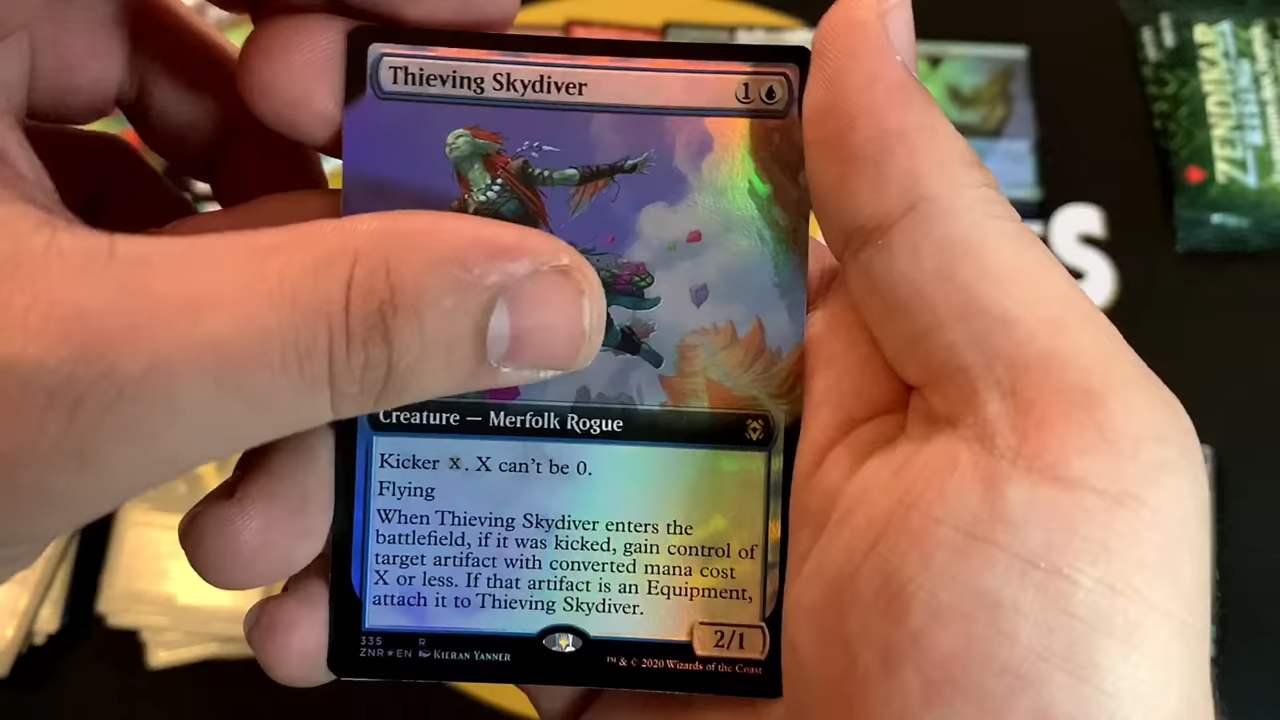 Thieving Skydiver
1
ZENDIKAR
S
Creature — Merfolk Rogue
Kicker X. X can't be 0.
Flying
When Thieving Skydiver enters the
battlefield, if it was kicked, gain control of
target artifact with converted mana cost
X or less. If that artifact is an Equipment,
attach it to Thieving Skydiver.
2/1
335 R
ZNR★EN KIERAN YANNER
™ & © 2020 Wizards of the Coast